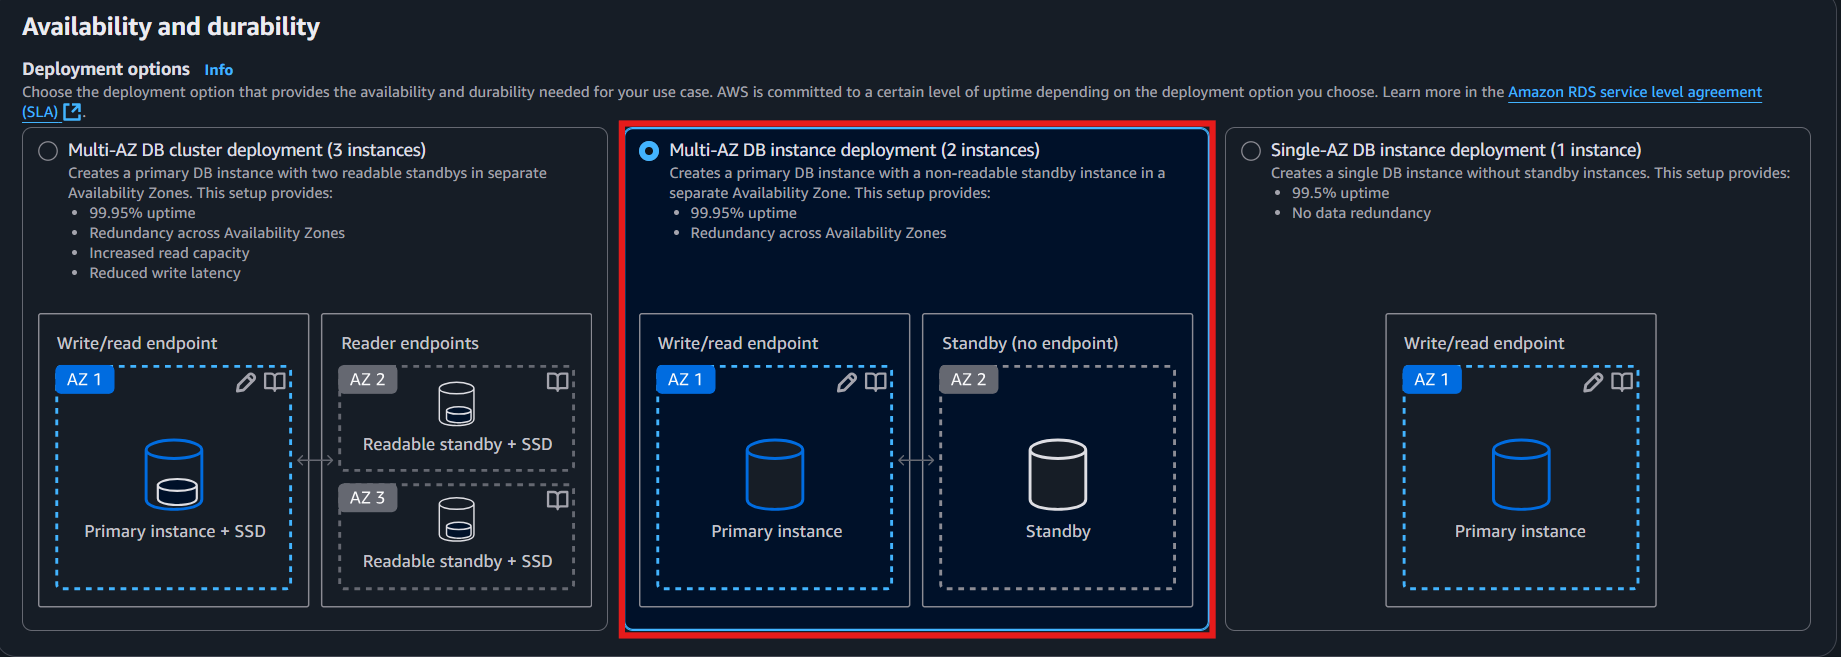 Availability and durability
Deployment options Info
Choose the deployment option that provides the availability and durability needed for your use case. AWS is committed to a certain level of uptime depending on the deployment option you choose. Learn more in the Amazon RDS service level agreement
(SLA).
Multi-AZ DB cluster deployment (3 instances)
Creates a primary DB instance with two readable standbys in separate
Availability Zones. This setup provides:
• 99.95% uptime
• Redundancy across Availability Zones
• Increased read capacity
• Reduced write latency
Write/read endpoint
AZ 1
Primary instance + SSD
Reader endpoints
AZ 2
Readable standby + SSD
AZ 3
Readable standby + SSD
Multi-AZ DB instance deployment (2 instances)
Creates a primary DB instance with a non-readable standby instance in a
separate Availability Zone. This setup provides:
• 99.95% uptime
• Redundancy across Availability Zones
Write/read endpoint
AZ 1
Primary instance
Standby (no endpoint)
AZ 2
Standby
Single-AZ DB instance deployment (1 instance)
Creates a single DB instance without standby instances. This setup provides:
• 99.5% uptime
• No data redundancy
Write/read endpoint
AZ 1
Primary instance